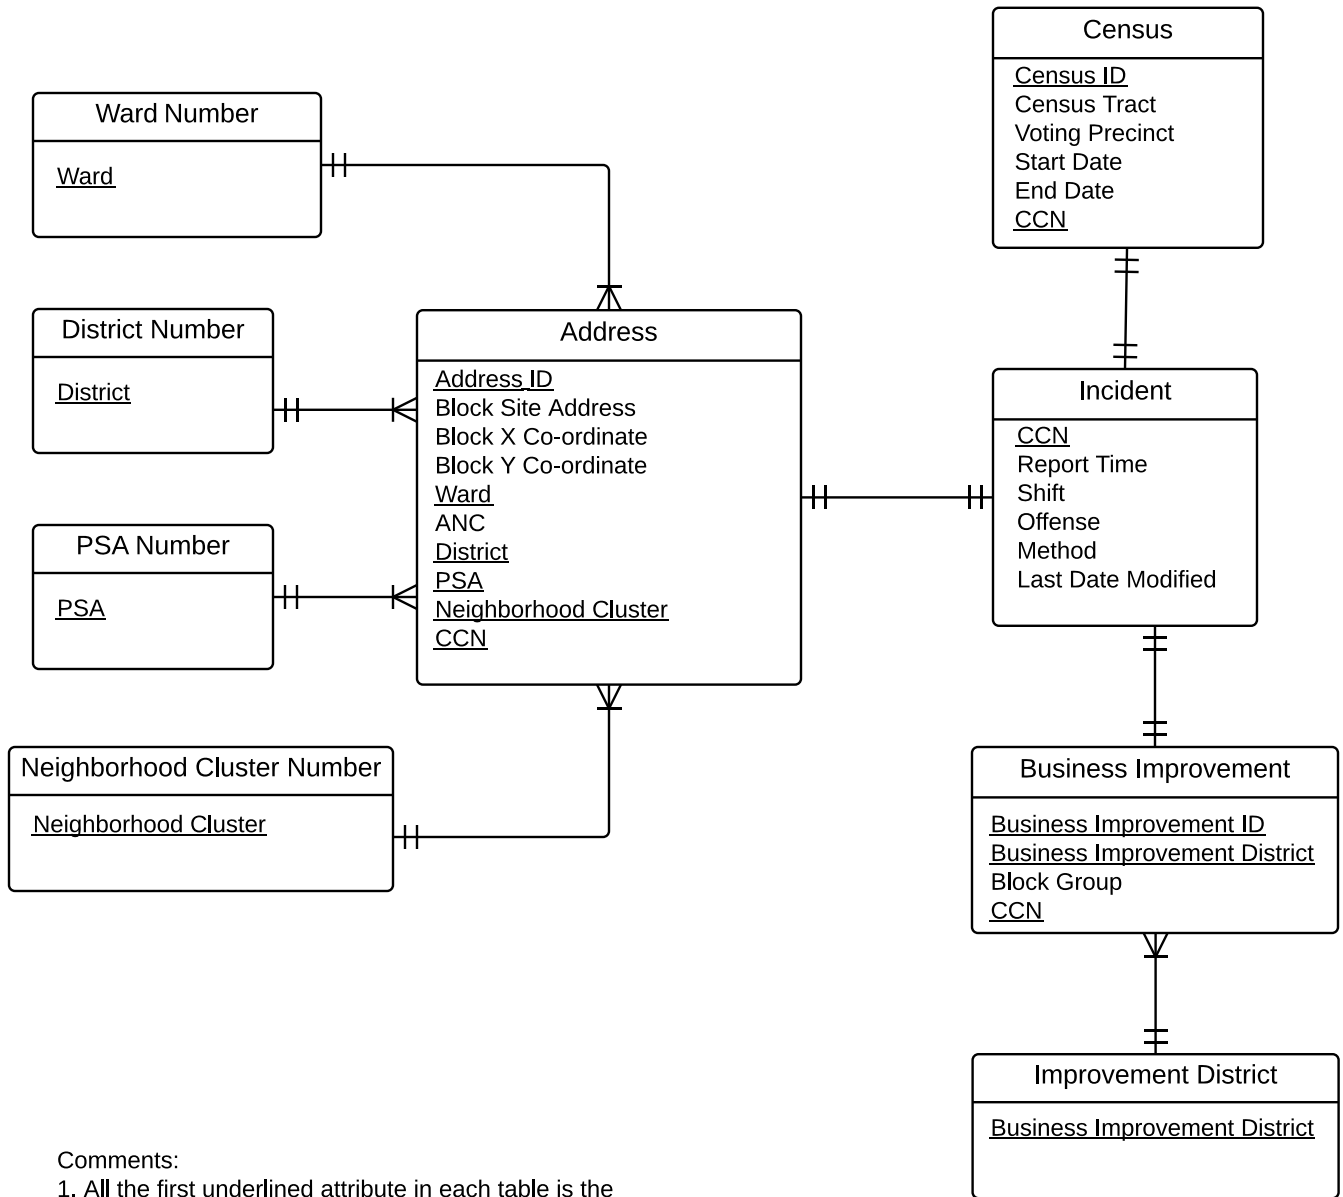 Census
Census ID
Census Tract
Voting Precinct
Start Date
End Date
CCN
Ward Number
Ward
District Number
District
PSA Number
PSA
Neighborhood Cluster Number
Neighborhood Cluster
Address
Address_ID
Block Site Address
Block X Co-ordinate
Block Y Co-ordinate
Ward
ANC
District
PSA
Neighborhood Cluster
CCN
Incident
CCN
Report Time
Shift
Offense
Method
Last Date Modified
Business Improvement
Business Improvement ID
Business Improvement District
Block Group
CCN
Improvement District
Business Improvement District
Comments:
1. All the first underlined attribute in each table is the